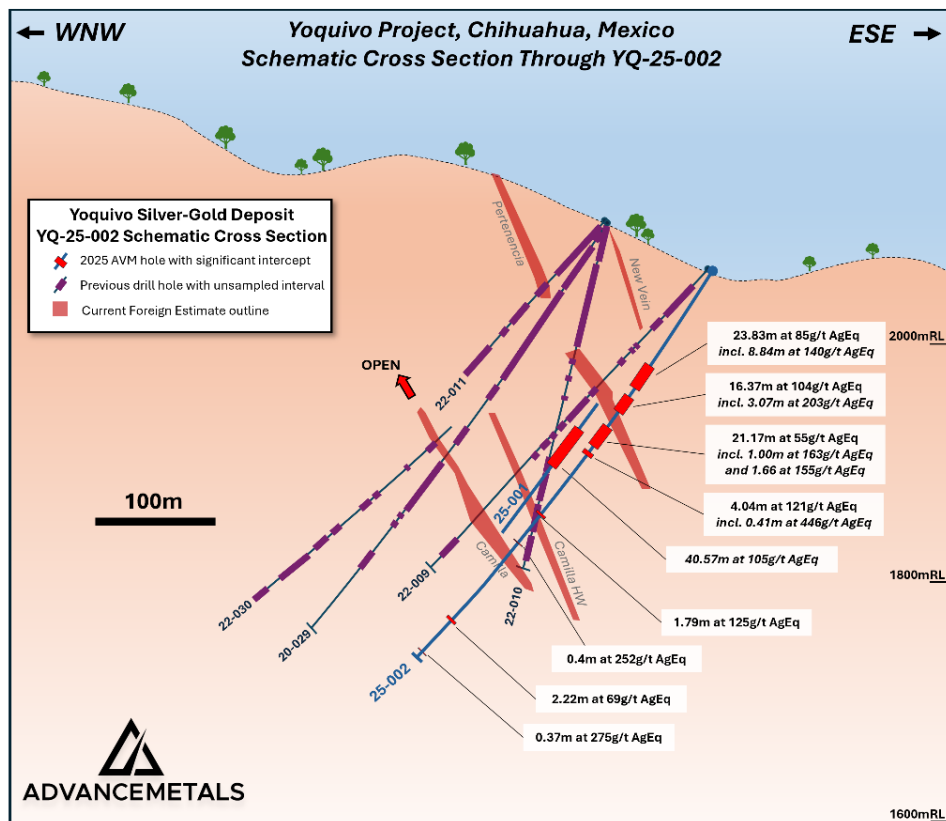 WNW
Yoquivo Project, Chihuahua, Mexico
Schematic Cross Section Through YQ-25-002
ESE
Yoquivo Silver-Gold Deposit
YQ-25-002 Schematic Cross Section
2025 AVM hole with significant intercept
Previous drill hole with unsampled interval
Current Foreign Estimate outline
Pertenencia
New Vein
2000mRL
23.83m at 85g/t AgEq
incl. 8.84m at 140g/t AgEq
OPEN
22-011
16.37m at 104g/t AgEq
incl. 3.07m at 203g/t AgEq
21.17m at 55g/t AgEq
incl. 1.00m at 163g/t AgEq
and 1.66 at 155g/t AgEq
100m
25-001
4.04m at 121g/t AgEq
incl. 0.41m at 446g/t AgEq
40.57m at 105g/t AgEq
Camilla
Camilla HW
1800mRL
22-009
22-010
22-030
20-029
1.79m at 125g/t AgEq
0.4m at 252g/t AgEq
25-002
2.22m at 69g/t AgEq
0.37m at 275g/t AgEq
ADVANCEMETALS
1600mRL